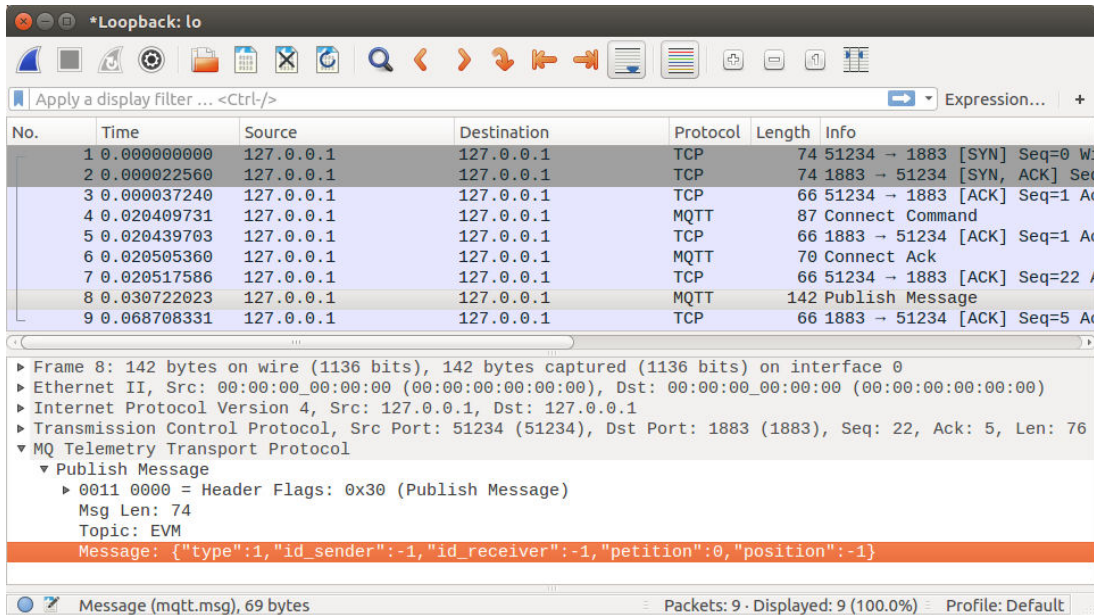 *Loopback: lo
Apply a display filter … <Ctrl-/> Expression… +
No. Time Source Destination Protocol Length Info
1 0.000000000 127.0.0.1 127.0.0.1 TCP 74 51234 → 1883 [SYN] Seq=0
2 0.000022560 127.0.0.1 127.0.0.1 TCP 74 1883 → 51234 [SYN, ACK]
3 0.000037240 127.0.0.1 127.0.0.1 TCP 66 51234 → 1883 [ACK] Seq=1
4 0.020409731 127.0.0.1 127.0.0.1 MQTT 87 Connect Command
5 0.020439703 127.0.0.1 127.0.0.1 TCP 66 1883 → 51234 [ACK] Seq=1
6 0.020505360 127.0.0.1 127.0.0.1 MQTT 70 Connect Ack
7 0.020517586 127.0.0.1 127.0.0.1 TCP 66 51234 → 1883 [ACK] Seq=22
8 0.030722023 127.0.0.1 127.0.0.1 MQTT 142 Publish Message
9 0.068708331 127.0.0.1 127.0.0.1 TCP 66 1883 → 51234 [ACK] Seq=5
Frame 8: 142 bytes on wire (1136 bits), 142 bytes captured (1136 bits) on interface 0
Ethernet II, Src: 00:00:00_00:00:00 (00:00:00:00:00:00), Dst: 00:00:00_00:00:00 (00:00:00:00:00:00)
Internet Protocol Version 4, Src: 127.0.0.1, Dst: 127.0.0.1
Transmission Control Protocol, Src Port: 51234 (51234), Dst Port: 1883 (1883), Seq: 22, Ack: 5, Len: 76
MQ Telemetry Transport Protocol
Publish Message
0011 0000 = Header Flags: 0x30 (Publish Message)
Msg Len: 74
Topic: EVM
Message: {"type":1,"id_sender":-1,"id_receiver":-1,"petition":0,"position":-1}
Message (mqtt.msg), 69 bytes Packets: 9 · Displayed: 9 (100.0%) Profile: Default